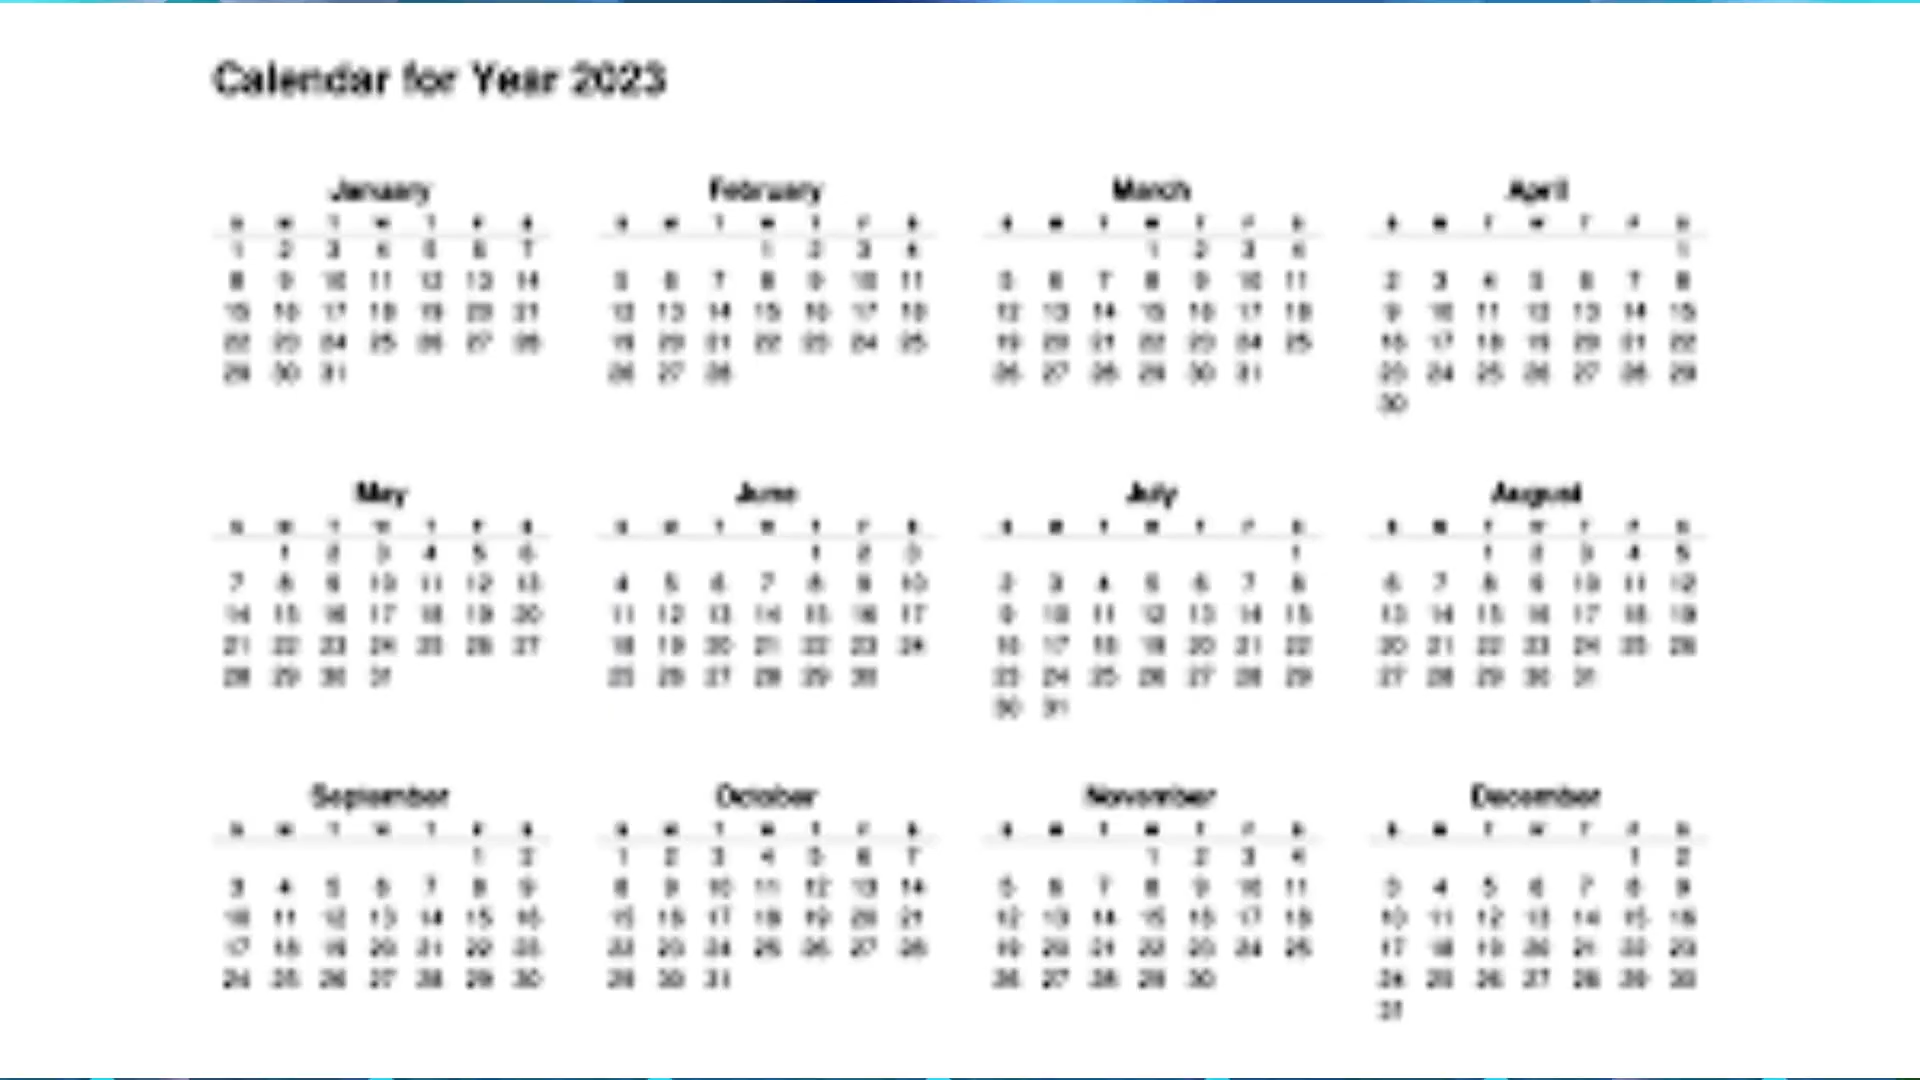 Calendar for Year 2023
January
S M T W T F S
1 2 3 4 5 6 7
8 9 10 11 12 13 14
15 16 17 18 19 20 21
22 23 24 25 26 27 28
29 30 31
February
S M T W T F S
1 2 3 4
5 6 7 8 9 10 11
12 13 14 15 16 17 18
19 20 21 22 23 24 25
26 27 28
March
S M T W T F S
1 2 3 4
5 6 7 8 9 10 11
12 13 14 15 16 17 18
19 20 21 22 23 24 25
26 27 28 29 30 31
April
S M T W T F S
1
2 3 4 5 6 7 8
9 10 11 12 13 14 15
16 17 18 19 20 21 22
23 24 25 26 27 28 29
30
May
S M T W T F S
1 2 3 4 5 6
7 8 9 10 11 12 13
14 15 16 17 18 19 20
21 22 23 24 25 26 27
28 29 30 31
June
S M T W T F S
1 2 3
4 5 6 7 8 9 10
11 12 13 14 15 16 17
18 19 20 21 22 23 24
25 26 27 28 29 30
July
S M T W T F S
1
2 3 4 5 6 7 8
9 10 11 12 13 14 15
16 17 18 19 20 21 22
23 24 25 26 27 28 29
30 31
August
S M T W T F S
1 2 3 4 5
6 7 8 9 10 11 12
13 14 15 16 17 18 19
20 21 22 23 24 25 26
27 28 29 30 31
September
S M T W T F S
1 2
3 4 5 6 7 8 9
10 11 12 13 14 15 16
17 18 19 20 21 22 23
24 25 26 27 28 29 30
October
S M T W T F S
1 2 3 4 5 6 7
8 9 10 11 12 13 14
15 16 17 18 19 20 21
22 23 24 25 26 27 28
29 30 31
November
S M T W T F S
1 2 3 4
5 6 7 8 9 10 11
12 13 14 15 16 17 18
19 20 21 22 23 24 25
26 27 28 29 30
December
S M T W T F S
1 2
3 4 5 6 7 8 9
10 11 12 13 14 15 16
17 18 19 20 21 22 23
24 25 26 27 28 29 30
31